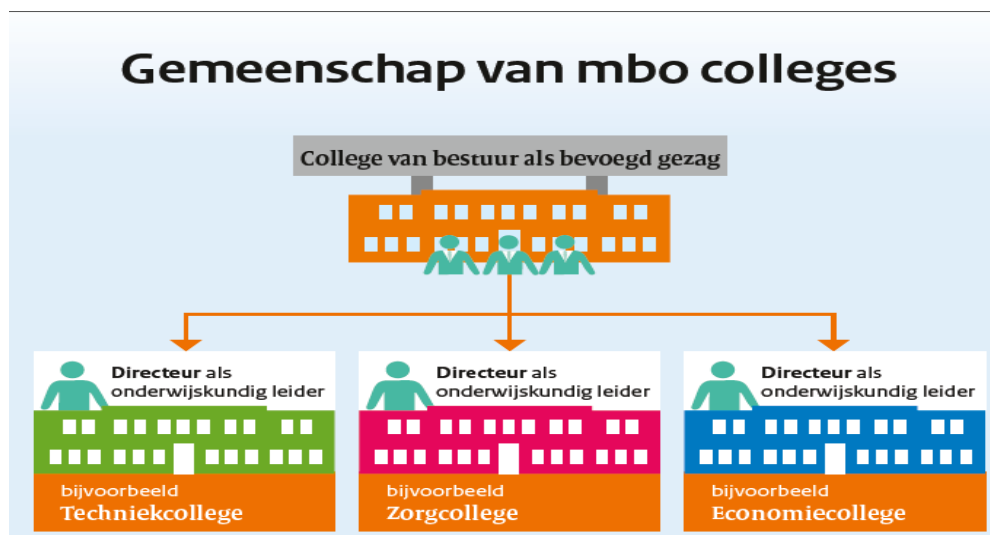 Gemeenschap van mbo colleges
College van bestuur als bevoegd gezag
Directeur als
onderwijskundig leider
bijvoorbeeld
Techniekcollege
Directeur als
onderwijskundig leider
bijvoorbeeld
Zorgcollege
Directeur als
onderwijskundig leider
bijvoorbeeld
Economiecollege